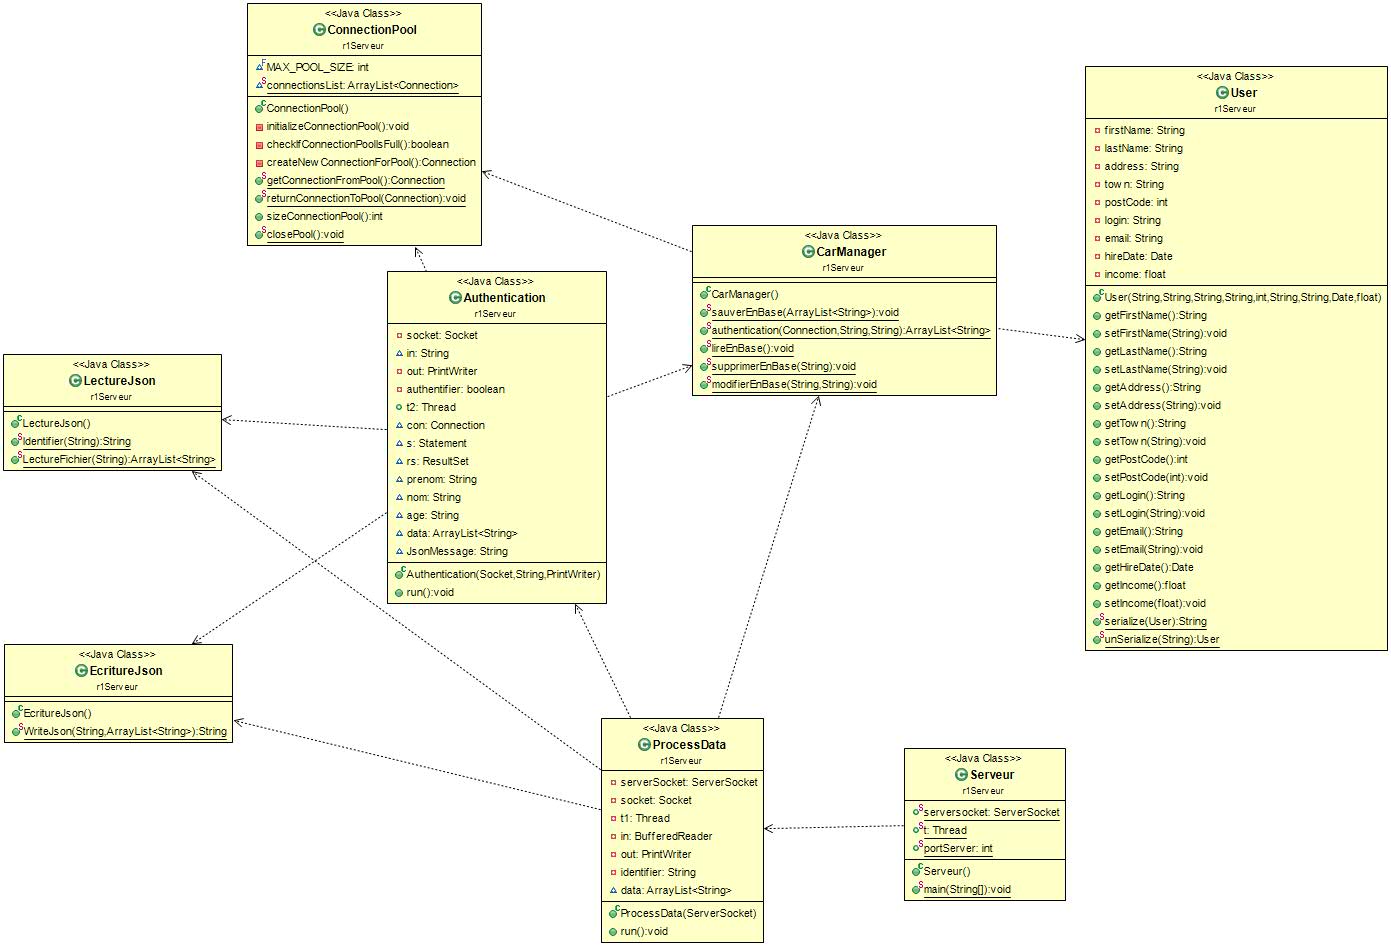 <<Java Class>>
ConnectionPool
r1Serveur
MAX_POOL_SIZE: int
connectionsList: ArrayList<Connection>
ConnectionPool()
initializeConnectionPool():void
checkIfConnectionPoolIsFull():boolean
createNewConnectionForPool():Connection
getConnectionFromPool():Connection
returnConnectionToPool(Connection):void
sizeConnectionPool():int
closePool():void
<<Java Class>>
User
r1Serveur
firstName: String
lastName: String
address: String
town: String
postCode: int
login: String
email: String
hireDate: Date
income: float
User(String,String,String,String,int,String,String,Date,float)
getFirstName():String
setFirstName(String):void
getLastName():String
setLastName(String):void
getAddress():String
setAddress(String):void
getTown():String
setTown(String):void
getPostCode():int
setPostCode(int):void
getLogin():String
setLogin(String):void
getEmail():String
setEmail(String):void
getHireDate():Date
getIncome():float
setIncome(float):void
serialize(User):String
unSerialize(String):User
<<Java Class>>
CarManager
r1Serveur
CarManager()
sauverEnBase(ArrayList<String>):void
authentication(Connection,String,String):ArrayList<String>
lireEnBase():void
supprimerEnBase(String):void
modifierEnBase(String,String):void
<<Java Class>>
Authentication
r1Serveur
socket: Socket
in: String
out: PrintWriter
authentifier: boolean
t2: Thread
con: Connection
s: Statement
rs: ResultSet
prenom: String
nom: String
age: String
data: ArrayList<String>
JsonMessage: String
Authentication(Socket,String,PrintWriter)
run():void
<<Java Class>>
LectureJson
r1Serveur
LectureJson()
Identifier(String):String
LectureFichier(String):ArrayList<String>
<<Java Class>>
EcritureJson
r1Serveur
EcritureJson()
WriteJson(String,ArrayList<String>):String
<<Java Class>>
ProcessData
r1Serveur
serverSocket: ServerSocket
socket: Socket
t1: Thread
in: BufferedReader
out: PrintWriter
identifier: String
data: ArrayList<String>
ProcessData(ServerSocket)
run():void
<<Java Class>>
Serveur
r1Serveur
serversocket: ServerSocket
t: Thread
portServer: int
Serveur()
main(String[]):void